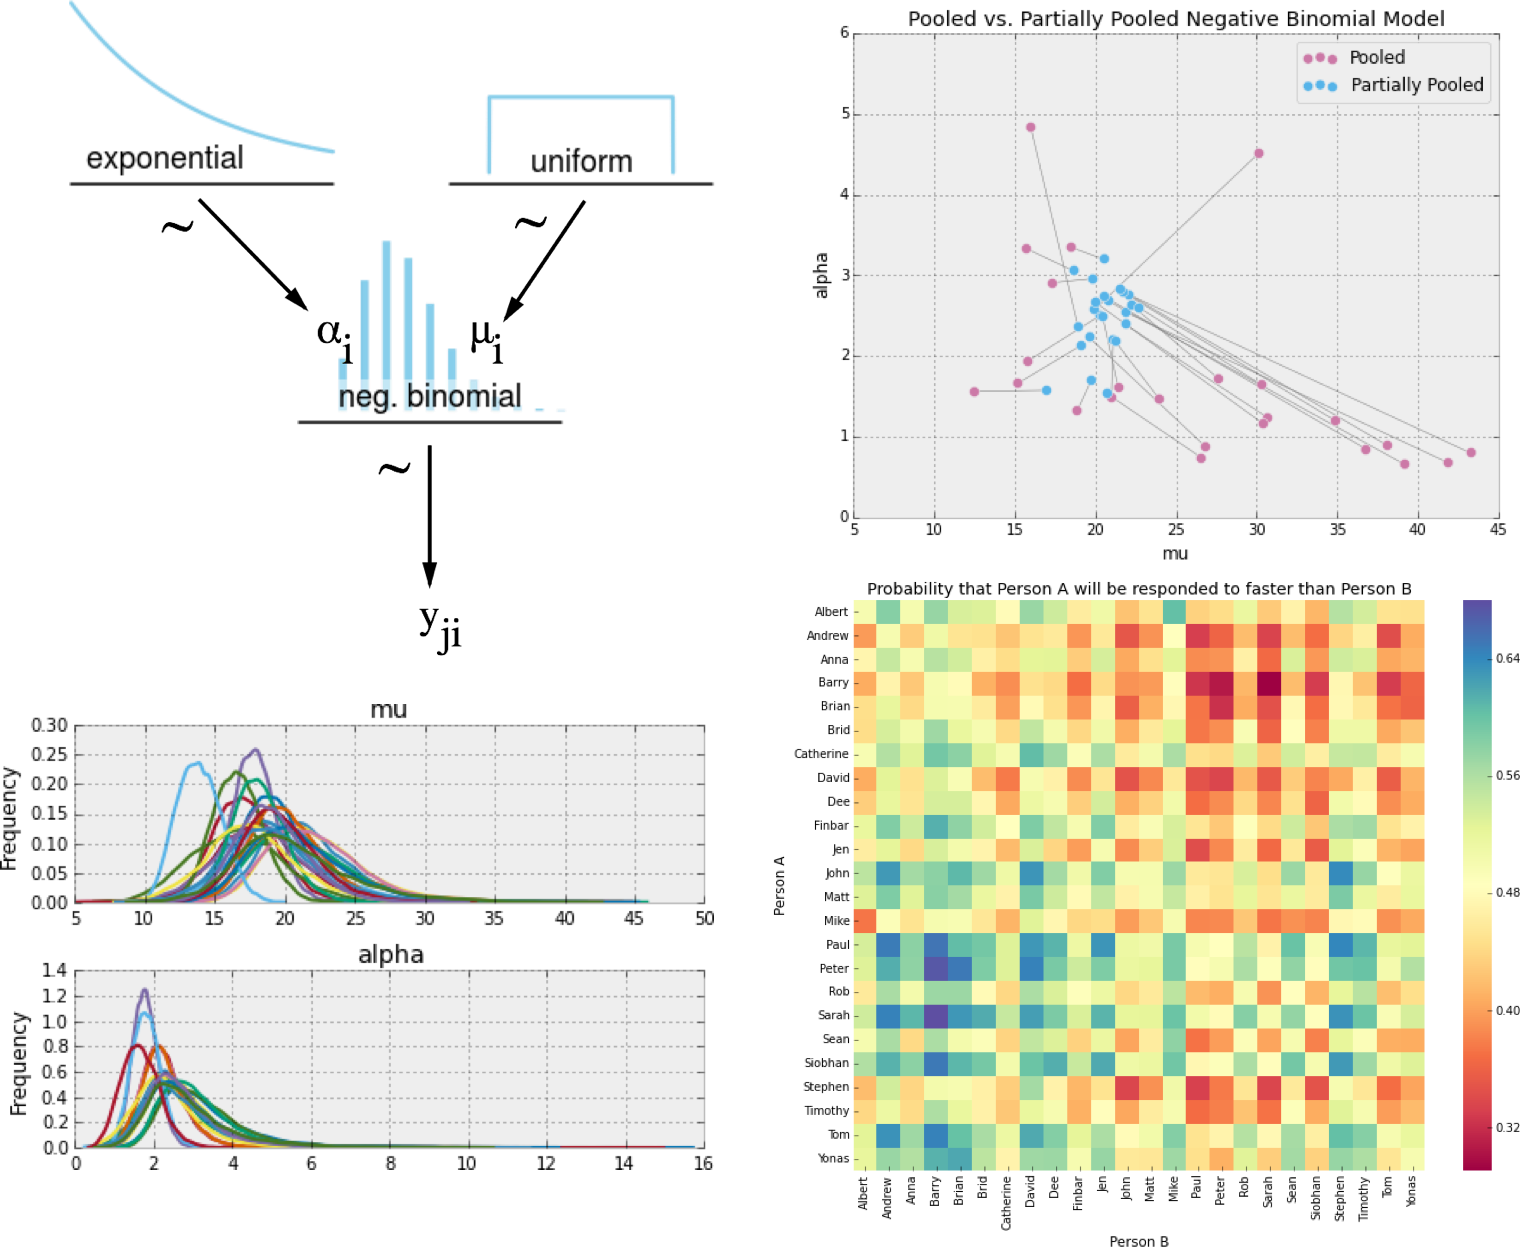 exponential
uniform
~
~
αi
μi
neg. binomial
~
yji
Pooled vs. Partially Pooled Negative Binomial Model
Pooled
Partially Pooled
6
5
4
3
2
1
0
alpha
5 10 15 20 25 30 35 40 45
mu
mu
0.30
0.25
0.20
0.15
0.10
0.05
0.00
Frequency
5 10 15 20 25 30 35 40 45 50
alpha
1.4
1.2
1.0
0.8
0.6
0.4
0.2
0.0
Frequency
0 2 4 6 8 10 12 14 16
Probability that Person A will be responded to faster than Person B
Albert
Andrew
Anna
Barry
Brian
Brid
Catherine
David
Dee
Finbar
Jen
John
Matt
Mike
Paul
Peter
Rob
Sarah
Sean
Siobhan
Stephen
Timothy
Tom
Yonas
Person A
Albert Andrew Anna Barry Brian Brid Catherine David Dee Finbar Jen John Matt Mike Paul Peter Rob Sarah Sean Siobhan Stephen Timothy Tom Yonas
Person B
0.64
0.56
0.48
0.40
0.32